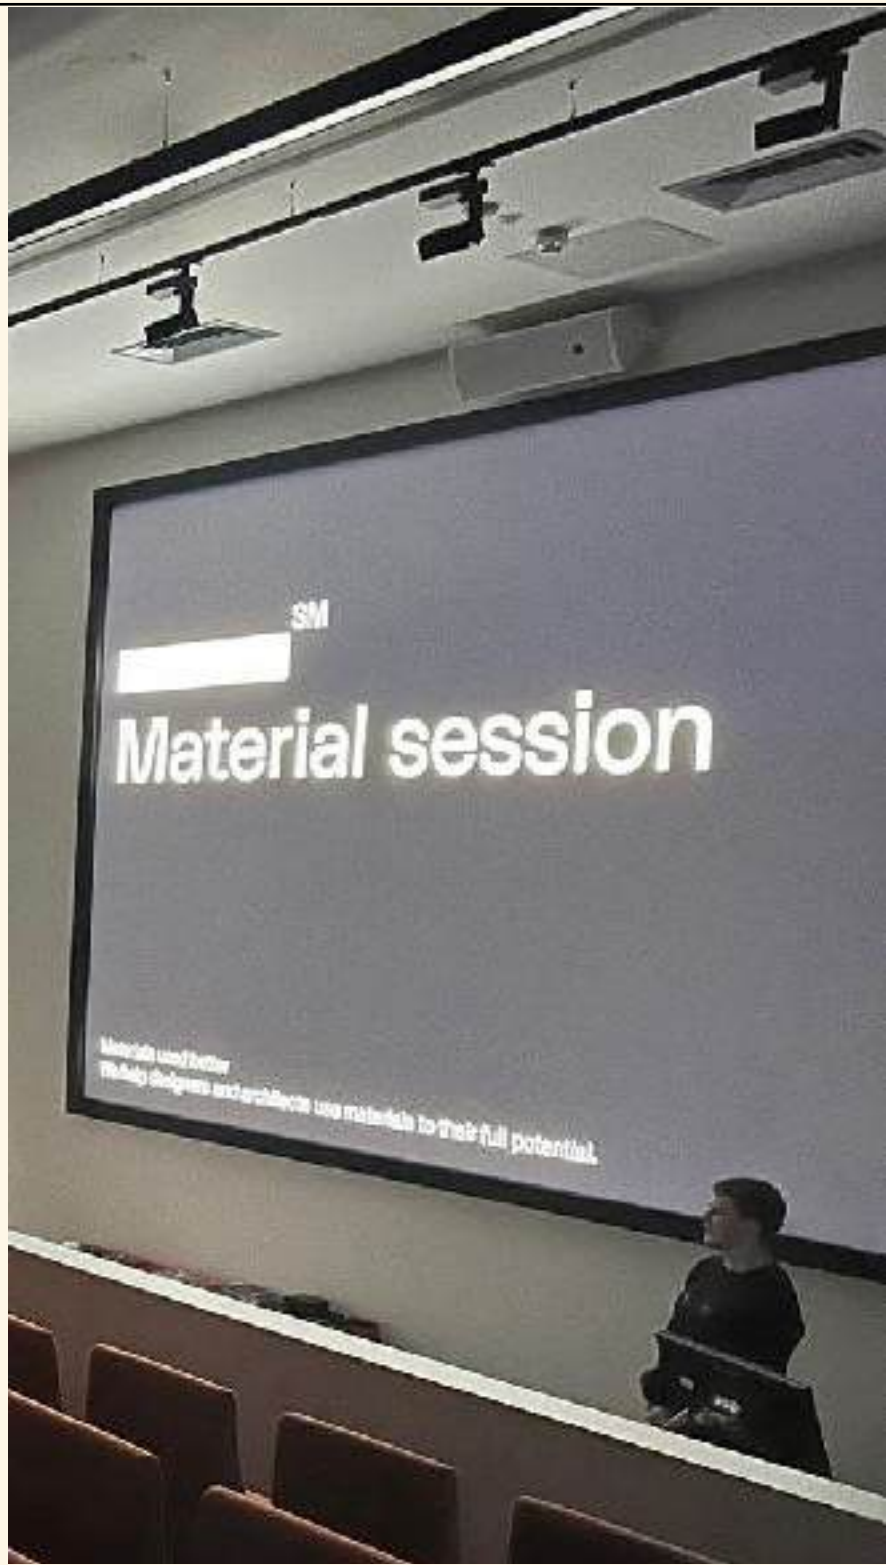 SM
Material session
Materials used better
We help designers and architects use materials to their full potential.